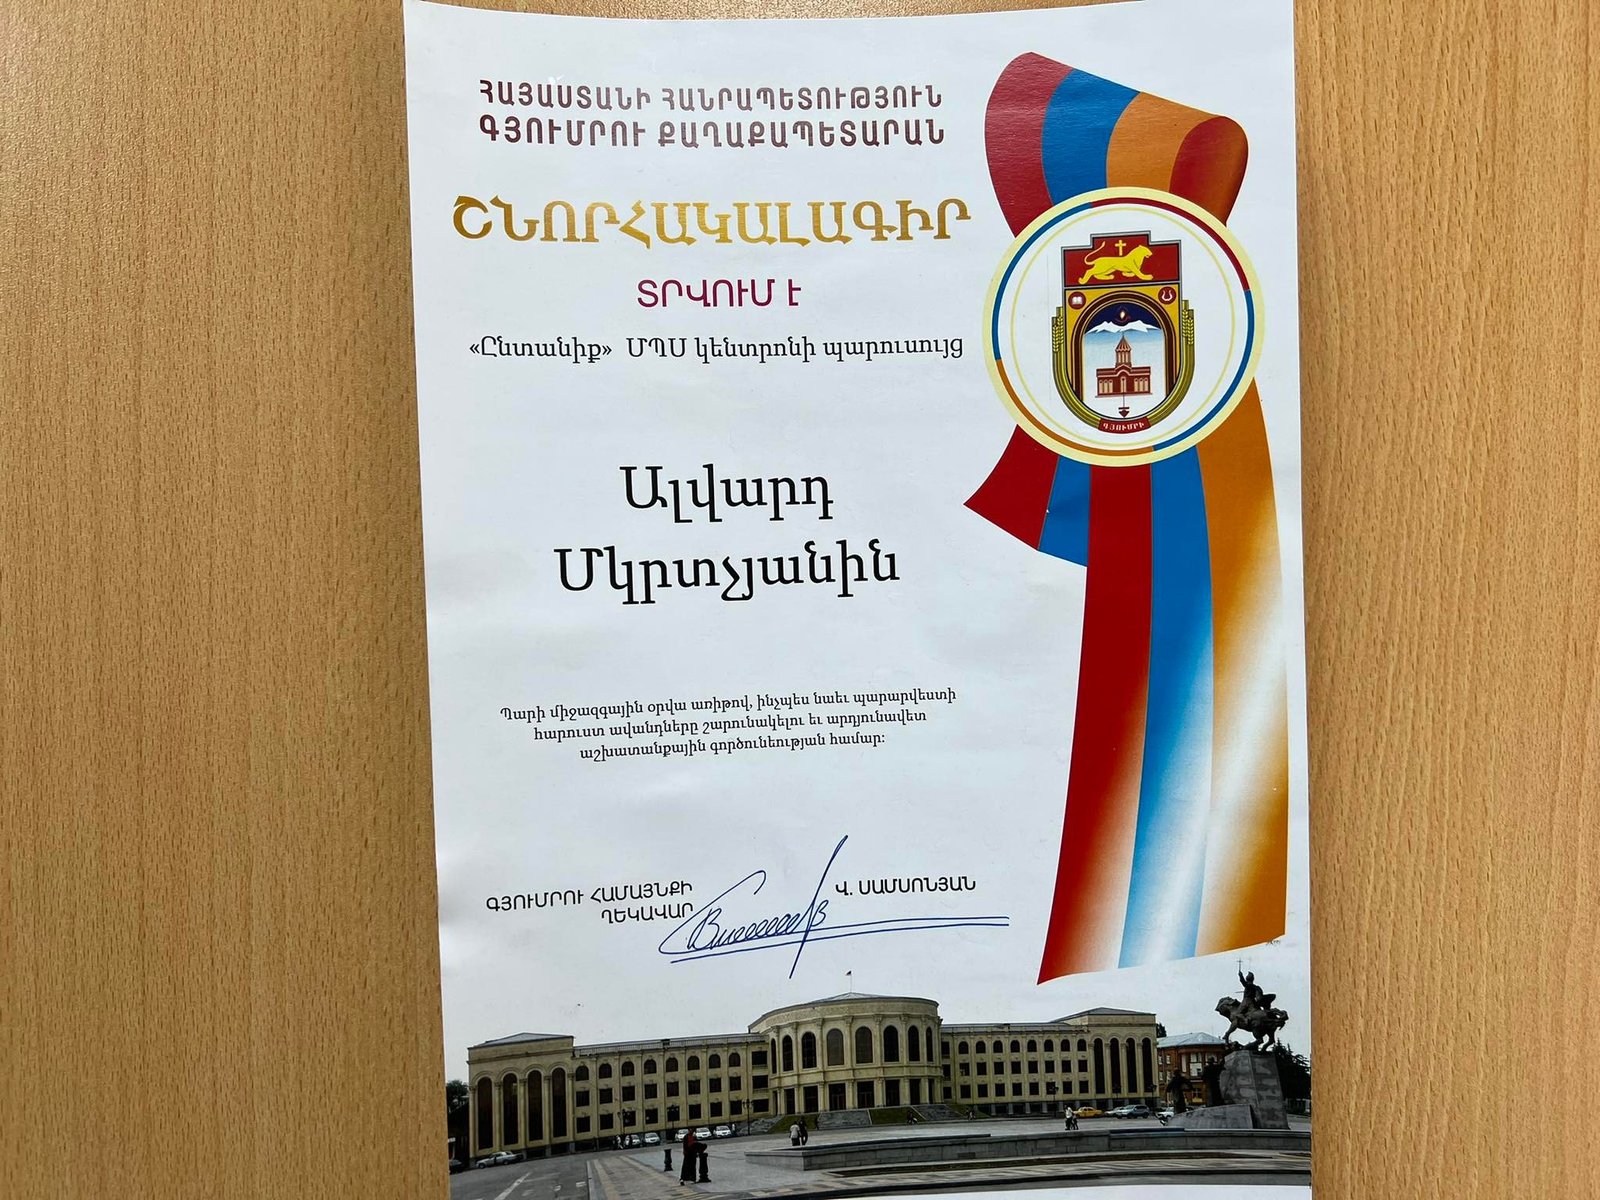 ՀԱՅԱՍՏԱՆԻ ՀԱՆՐԱՊԵՏՈՒԹՅՈՒՆ
ԳՅՈՒՄՐՈՒ ՔԱՂԱՔԱՊԵՏԱՐԱՆ
ՇՆՈՐՀԱԿԱԼԱԳԻՐ
ՏՐՎՈՒՄ Է
«Ընտանիք» ՄՊՍ կենտրոնի պարուսույց
ԳՅՈՒՄՐԻ
Ալվարդ
Մկրտչյանին
Պարի միջազգային օրվա առիթով, ինչպես նաեւ պարարվեստի
հարուստ ավանդները շարունակելու եւ արդյունավետ
աշխատանքային գործունեության համար:
ԳՅՈՒՄՐՈՒ ՀԱՄԱՅՆՔԻ
ՂԵԿԱՎԱՐ
Վ. ՍԱՄՍՈՆՅԱՆ